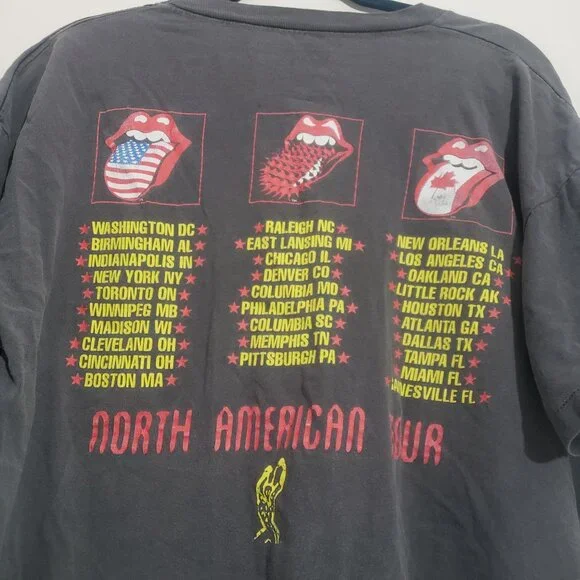 WASHINGTON DC
BIRMINGHAM AL
INDIANAPOLIS IN
NEW YORK NY
TORONTO ON
WINNIPEG MB
MADISON WI
CLEVELAND OH
CINCINNATI OH
BOSTON MA
RALEIGH NC
EAST LANSING MI
CHICAGO IL
DENVER CO
COLUMBIA MO
PHILADELPHIA PA
COLUMBIA SC
MEMPHIS TN
PITTSBURGH PA
NEW ORLEANS LA
LOS ANGELES CA
OAKLAND CA
LITTLE ROCK AK
HOUSTON TX
ATLANTA GA
DALLAS TX
TAMPA FL
MIAMI FL
AINESVILLE FL
NORTH AMERICAN TOUR